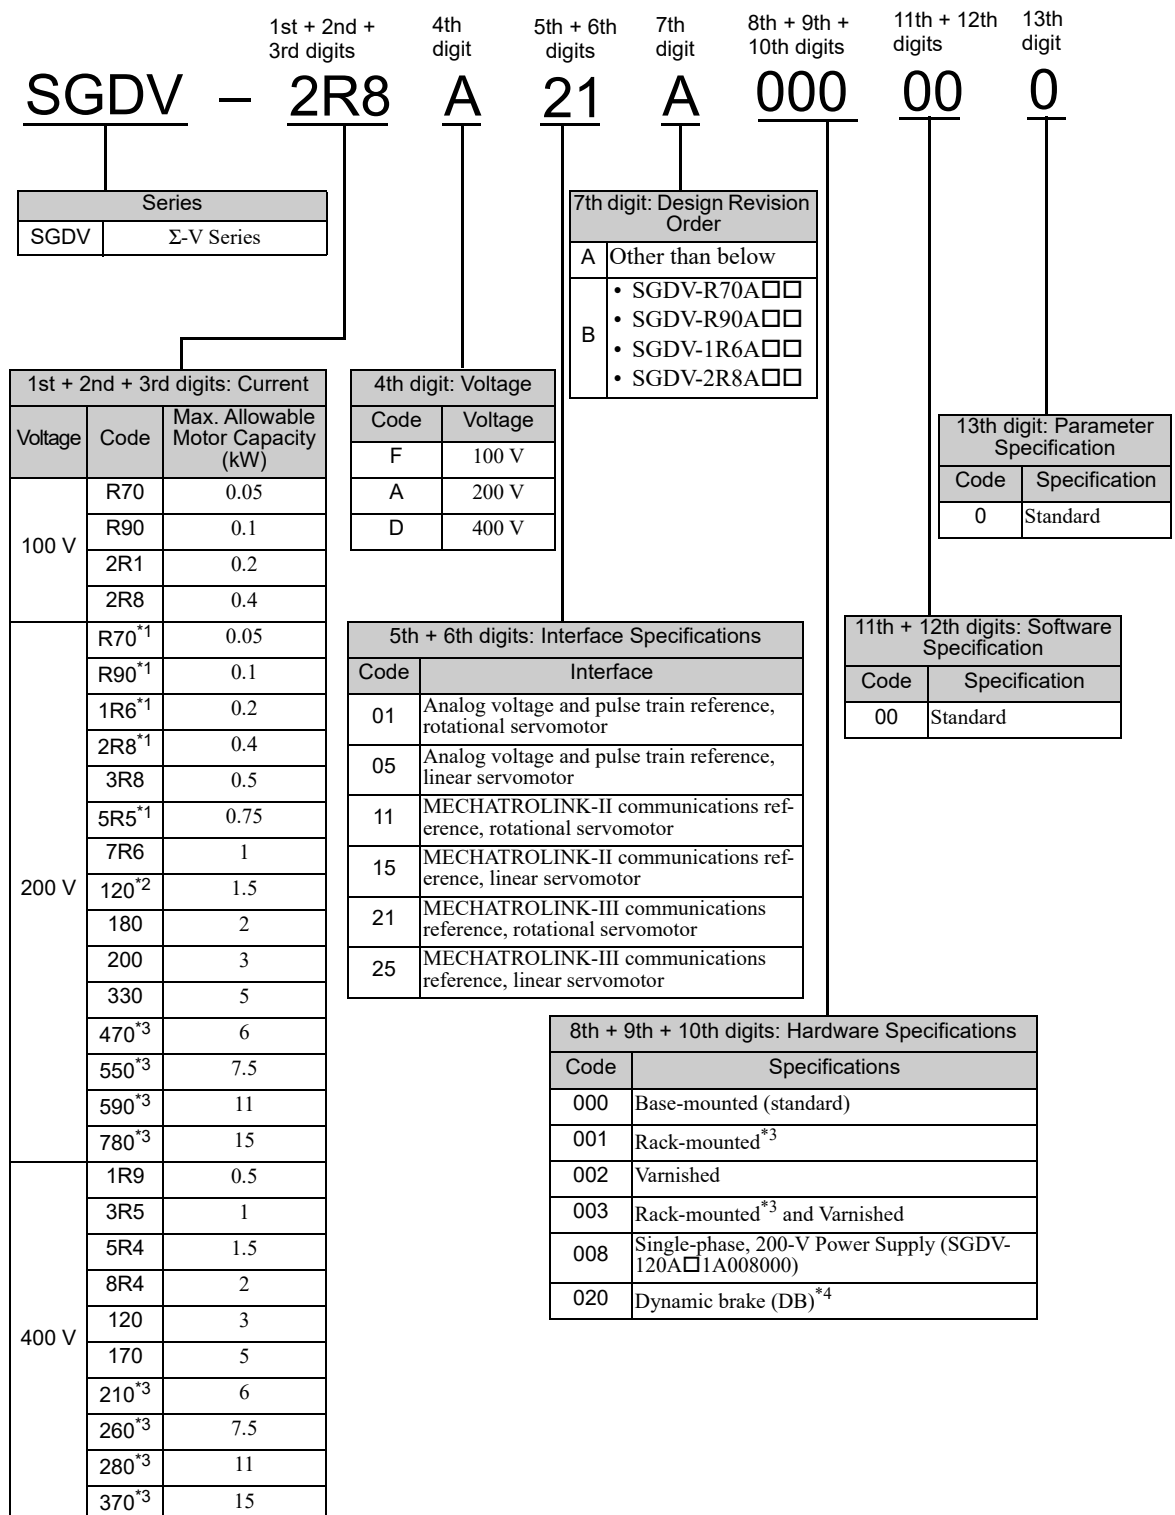 1st + 2nd +
3rd digits
4th
digit
5th + 6th
digits
7th
digit
8th + 9th +
10th digits
11th + 12th
digits
13th
digit
SGDV – 2R8 A 21 A 000 00 0
Series
SGDV Σ-V Series
7th digit: Design Revision
Order
A Other than below
B
• SGDV-R70A□□
• SGDV-R90A□□
• SGDV-1R6A□□
• SGDV-2R8A□□
1st + 2nd + 3rd digits: Current
Voltage Code Max. Allowable
Motor Capacity
(kW)
100 V
R70 0.05
R90 0.1
2R1 0.2
2R8 0.4
200 V
R70*1 0.05
R90*1 0.1
1R6*1 0.2
2R8*1 0.4
3R8 0.5
5R5*1 0.75
7R6 1
120*2 1.5
180 2
200 3
330 5
470*3 6
550*3 7.5
590*3 11
780*3 15
400 V
1R9 0.5
3R5 1
5R4 1.5
8R4 2
120 3
170 5
210*3 6
260*3 7.5
280*3 11
370*3 15
4th digit: Voltage
Code Voltage
F 100 V
A 200 V
D 400 V
13th digit: Parameter
Specification
Code Specification
0 Standard
5th + 6th digits: Interface Specifications
Code Interface
01 Analog voltage and pulse train reference,
rotational servomotor
05 Analog voltage and pulse train reference,
linear servomotor
11 MECHATROLINK-II communications ref-
erence, rotational servomotor
15 MECHATROLINK-II communications ref-
erence, linear servomotor
21 MECHATROLINK-III communications
reference, rotational servomotor
25 MECHATROLINK-III communications
reference, linear servomotor
11th + 12th digits: Software
Specification
Code Specification
00 Standard
8th + 9th + 10th digits: Hardware Specifications
Code Specifications
000 Base-mounted (standard)
001 Rack-mounted*3
002 Varnished
003 Rack-mounted*3 and Varnished
008 Single-phase, 200-V Power Supply (SGDV-
120A□1A008000)
020 Dynamic brake (DB)*4